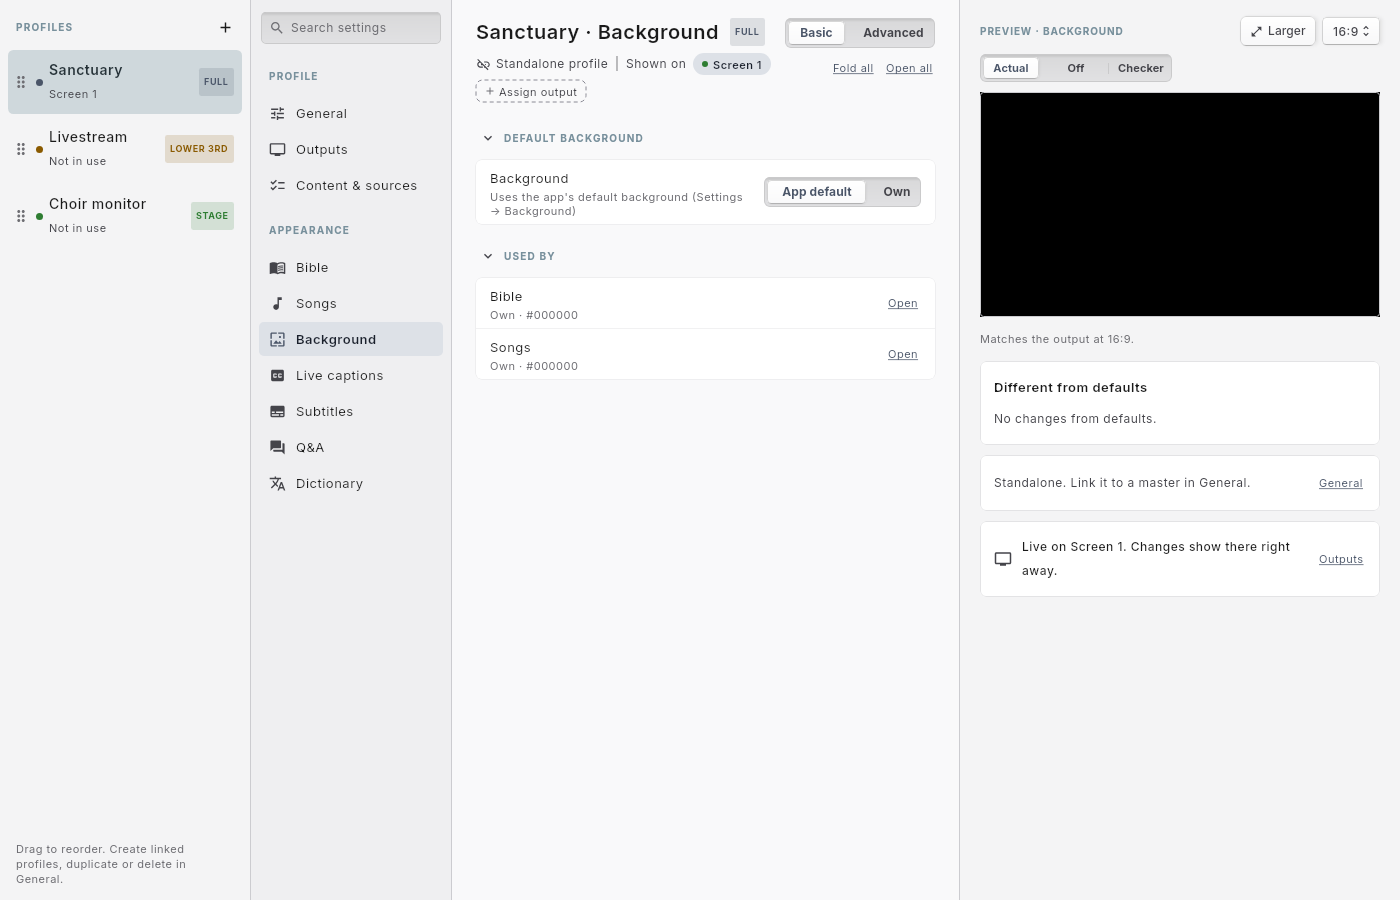 PROFILES
Sanctuary
Screen 1
FULL
Livestream
Not in use
LOWER 3RD
Choir monitor
Not in use
STAGE
Drag to reorder. Create linked
profiles, duplicate or delete in
General.
Search settings
PROFILE
General
Outputs
Content & sources
APPEARANCE
Bible
Songs
Background
Live captions
Subtitles
Q&A
Dictionary
Sanctuary · Background
FULL
Basic
Advanced
Standalone profile
Shown on
Screen 1
Fold all
Open all
+ Assign output
DEFAULT BACKGROUND
Background
Uses the app's default background (Settings
→ Background)
App default
Own
USED BY
Bible
Own · #000000
Open
Songs
Own · #000000
Open
PREVIEW · BACKGROUND
Larger
16:9
Actual
Off
Checker
Matches the output at 16:9.
Different from defaults
No changes from defaults.
Standalone. Link it to a master in General.
General
Live on Screen 1. Changes show there right
away.
Outputs